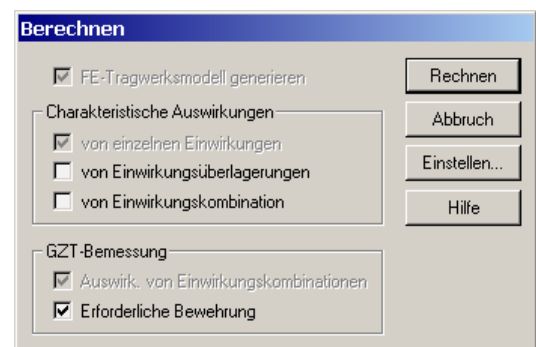 Berechnen
FE-Tragwerksmodell generieren
Charakteristische Auswirkungen
von einzelnen Einwirkungen
von Einwirkungsüberlagerungen
von Einwirkungskombination
GZT-Bemessung
Auswirk. von Einwirkungskombinationen
Erforderliche Bewehrung
Rechnen
Abbruch
Einstellen...
Hilfe